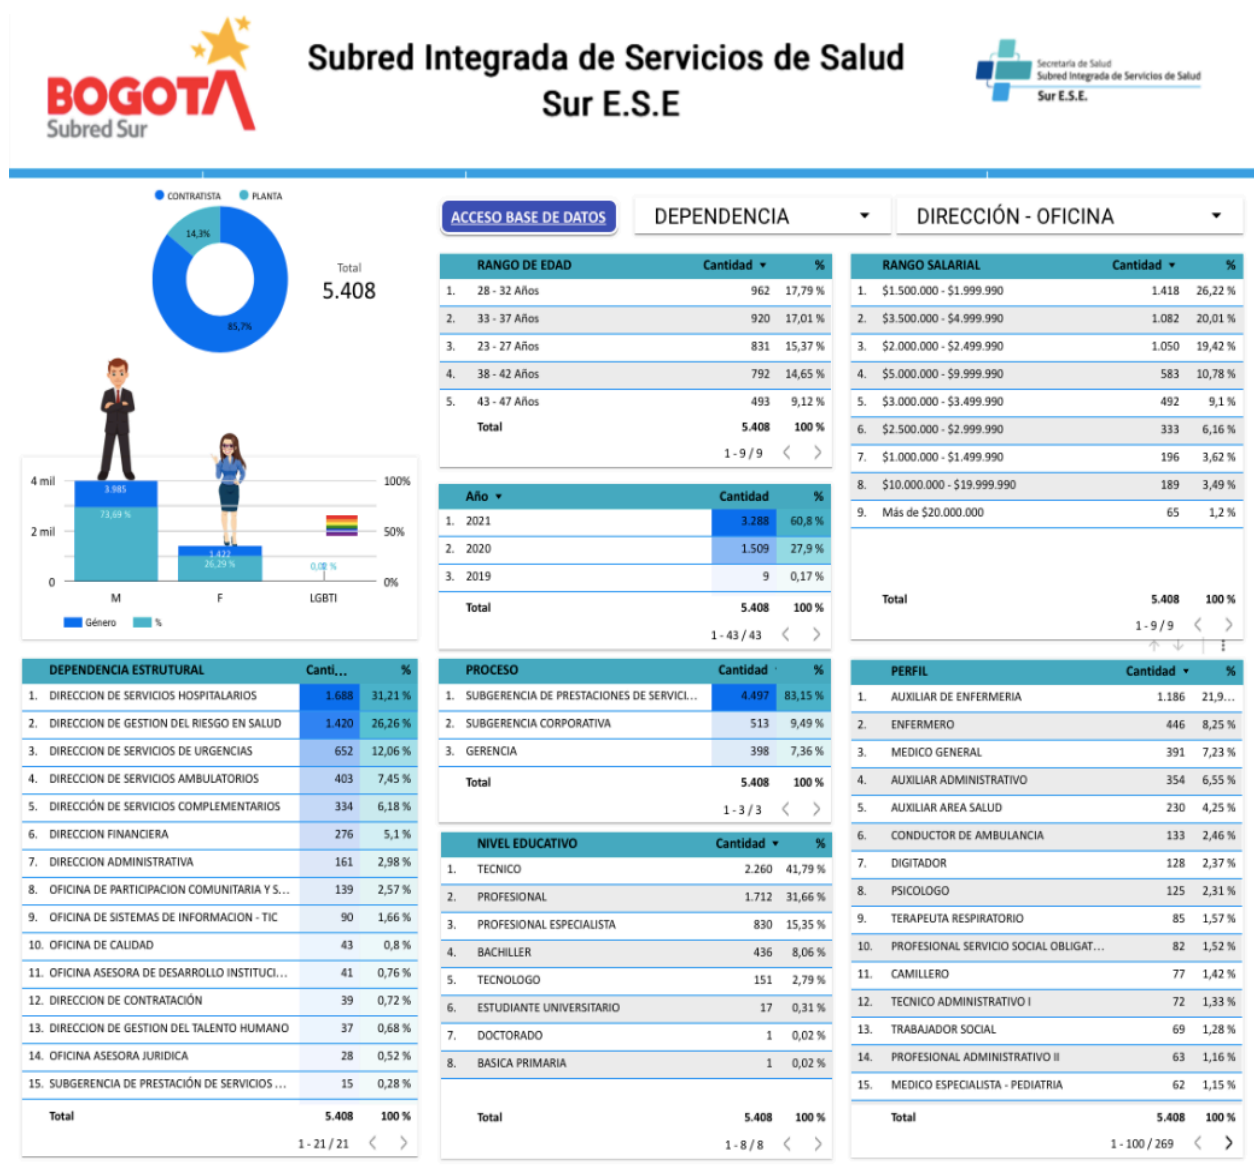 BOGOTÁ
Subred Sur
Subred Integrada de Servicios de Salud
Sur E.S.E
Secretaría de Salud
Subred Integrada de Servicios de Salud
Sur E.S.E.
CONTRATISTA PLANTA
14,3%
85,7%
Total
5.408
ACCESO BASE DE DATOS
DEPENDENCIA
DIRECCIÓN - OFICINA
RANGO DE EDAD Cantidad %
1. 28 - 32 Años 962 17,79 %
2. 33 - 37 Años 920 17,01 %
3. 23 - 27 Años 831 15,37 %
4. 38 - 42 Años 792 14,65 %
5. 43 - 47 Años 493 9,12 %
Total 5.408 100 %
1 - 9 / 9
RANGO SALARIAL Cantidad %
1. $1.500.000 - $1.999.990 1.418 26,22 %
2. $3.500.000 - $4.999.990 1.082 20,01 %
3. $2.000.000 - $2.499.990 1.050 19,42 %
4. $5.000.000 - $9.999.990 583 10,78 %
5. $3.000.000 - $3.499.990 492 9,1 %
6. $2.500.000 - $2.999.990 333 6,16 %
7. $1.000.000 - $1.499.990 196 3,62 %
8. $10.000.000 - $19.999.990 189 3,49 %
9. Más de $20.000.000 65 1,2 %
Total 5.408 100 %
1 - 9 / 9
4 mil
2 mil
0
3.985
73,69 %
1.422
26,29 %
0,02 %
100%
50%
0%
M F LGBTI
Género %
Año Cantidad %
1. 2021 3.288 60,8 %
2. 2020 1.509 27,9 %
3. 2019 9 0,17 %
Total 5.408 100 %
1 - 43 / 43
DEPENDENCIA ESTRUTURAL Canti... %
1. DIRECCION DE SERVICIOS HOSPITALARIOS 1.688 31,21 %
2. DIRECCION DE GESTION DEL RIESGO EN SALUD 1.420 26,26 %
3. DIRECCION DE SERVICIOS DE URGENCIAS 652 12,06 %
4. DIRECCION DE SERVICIOS AMBULATORIOS 403 7,45 %
5. DIRECCIÓN DE SERVICIOS COMPLEMENTARIOS 334 6,18 %
6. DIRECCION FINANCIERA 276 5,1 %
7. DIRECCION ADMINISTRATIVA 161 2,98 %
8. OFICINA DE PARTICIPACION COMUNITARIA Y S... 139 2,57 %
9. OFICINA DE SISTEMAS DE INFORMACION - TIC 90 1,66 %
10. OFICINA DE CALIDAD 43 0,8 %
11. OFICINA ASESORA DE DESARROLLO INSTITUCI... 41 0,76 %
12. DIRECCION DE CONTRATACIÓN 39 0,72 %
13. DIRECCION DE GESTION DEL TALENTO HUMANO 37 0,68 %
14. OFICINA ASESORA JURIDICA 28 0,52 %
15. SUBGERENCIA DE PRESTACIÓN DE SERVICIOS ... 15 0,28 %
Total 5.408 100 %
1 - 21 / 21
PROCESO Cantidad %
1. SUBGERENCIA DE PRESTACIONES DE SERVICI... 4.497 83,15 %
2. SUBGERENCIA CORPORATIVA 513 9,49 %
3. GERENCIA 398 7,36 %
Total 5.408 100 %
1 - 3 / 3
NIVEL EDUCATIVO Cantidad %
1. TECNICO 2.260 41,79 %
2. PROFESIONAL 1.712 31,66 %
3. PROFESIONAL ESPECIALISTA 830 15,35 %
4. BACHILLER 436 8,06 %
5. TECNOLOGO 151 2,79 %
6. ESTUDIANTE UNIVERSITARIO 17 0,31 %
7. DOCTORADO 1 0,02 %
8. BASICA PRIMARIA 1 0,02 %
Total 5.408 100 %
1 - 8 / 8
PERFIL Cantidad %
1. AUXILIAR DE ENFERMERIA 1.186 21,9...
2. ENFERMERO 446 8,25 %
3. MEDICO GENERAL 391 7,23 %
4. AUXILIAR ADMINISTRATIVO 354 6,55 %
5. AUXILIAR AREA SALUD 230 4,25 %
6. CONDUCTOR DE AMBULANCIA 133 2,46 %
7. DIGITADOR 128 2,37 %
8. PSICOLOGO 125 2,31 %
9. TERAPEUTA RESPIRATORIO 85 1,57 %
10. PROFESIONAL SERVICIO SOCIAL OBLIGAT... 82 1,52 %
11. CAMILLERO 77 1,42 %
12. TECNICO ADMINISTRATIVO I 72 1,33 %
13. TRABAJADOR SOCIAL 69 1,28 %
14. PROFESIONAL ADMINISTRATIVO II 63 1,16 %
15. MEDICO ESPECIALISTA - PEDIATRIA 62 1,15 %
Total 5.408 100 %
1 - 100 / 269